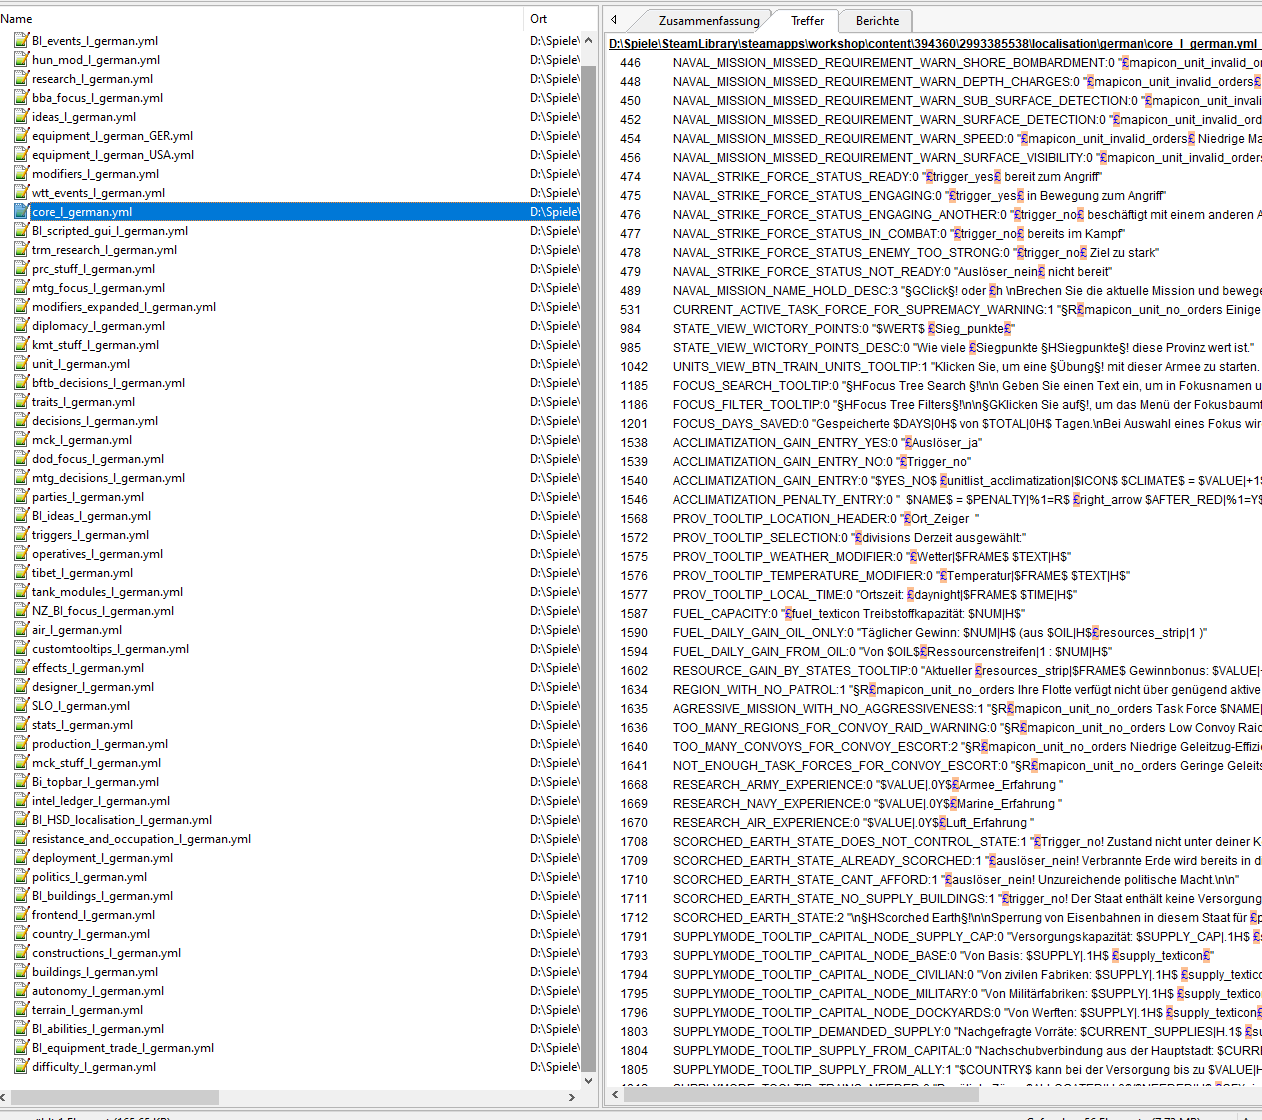 Name Ort
BI_events_l_german.yml D:\Spiele\
hun_mod_l_german.yml D:\Spiele\
research_l_german.yml D:\Spiele\
bba_focus_l_german.yml D:\Spiele\
ideas_l_german.yml D:\Spiele\
equipment_l_german_GER.yml D:\Spiele\
equipment_l_german_USA.yml D:\Spiele\
modifiers_l_german.yml D:\Spiele\
wtt_events_l_german.yml D:\Spiele\
core_l_german.yml D:\Spiele\
BI_scripted_gui_l_german.yml D:\Spiele\
trm_research_l_german.yml D:\Spiele\
prc_stuff_l_german.yml D:\Spiele\
mtg_focus_l_german.yml D:\Spiele\
modifiers_expanded_l_german.yml D:\Spiele\
diplomacy_l_german.yml D:\Spiele\
kmt_stuff_l_german.yml D:\Spiele\
unit_l_german.yml D:\Spiele\
bftb_decisions_l_german.yml D:\Spiele\
traits_l_german.yml D:\Spiele\
decisions_l_german.yml D:\Spiele\
mck_l_german.yml D:\Spiele\
dod_focus_l_german.yml D:\Spiele\
mtg_decisions_l_german.yml D:\Spiele\
parties_l_german.yml D:\Spiele\
BI_ideas_l_german.yml D:\Spiele\
triggers_l_german.yml D:\Spiele\
operatives_l_german.yml D:\Spiele\
tibet_l_german.yml D:\Spiele\
tank_modules_l_german.yml D:\Spiele\
NZ_BI_focus_l_german.yml D:\Spiele\
air_l_german.yml D:\Spiele\
customtooltips_l_german.yml D:\Spiele\
effects_l_german.yml D:\Spiele\
designer_l_german.yml D:\Spiele\
SLO_l_german.yml D:\Spiele\
stats_l_german.yml D:\Spiele\
production_l_german.yml D:\Spiele\
mck_stuff_l_german.yml D:\Spiele\
Bi_topbar_l_german.yml D:\Spiele\
intel_ledger_l_german.yml D:\Spiele\
BI_HSD_localisation_l_german.yml D:\Spiele\
resistance_and_occupation_l_german.yml D:\Spiele\
deployment_l_german.yml D:\Spiele\
politics_l_german.yml D:\Spiele\
BI_buildings_l_german.yml D:\Spiele\
frontend_l_german.yml D:\Spiele\
country_l_german.yml D:\Spiele\
constructions_l_german.yml D:\Spiele\
buildings_l_german.yml D:\Spiele\
autonomy_l_german.yml D:\Spiele\
terrain_l_german.yml D:\Spiele\
BI_abilities_l_german.yml D:\Spiele\
BI_equipment_trade_l_german.yml D:\Spiele\
difficulty_l_german.yml D:\Spiele\
Zusammenfassung Treffer Berichte
D:\Spiele\SteamLibrary\steamapps\workshop\content\394360\2993385538\localisation\german\core_l_german.yml
446 NAVAL_MISSION_MISSED_REQUIREMENT_WARN_SHORE_BOMBARDMENT:0 "£mapicon_unit_invalid_o
448 NAVAL_MISSION_MISSED_REQUIREMENT_WARN_DEPTH_CHARGES:0 "£mapicon_unit_invalid_orders£
450 NAVAL_MISSION_MISSED_REQUIREMENT_WARN_SUB_SURFACE_DETECTION:0 "£mapicon_unit_invali
452 NAVAL_MISSION_MISSED_REQUIREMENT_WARN_SURFACE_DETECTION:0 "£mapicon_unit_invalid_ord
454 NAVAL_MISSION_MISSED_REQUIREMENT_WARN_SPEED:0 "£mapicon_unit_invalid_orders£ Niedrige Ma
456 NAVAL_MISSION_MISSED_REQUIREMENT_WARN_SURFACE_VISIBILITY:0 "£mapicon_unit_invalid_orders
474 NAVAL_STRIKE_FORCE_STATUS_READY:0 "£trigger_yes£ bereit zum Angriff"
475 NAVAL_STRIKE_FORCE_STATUS_ENGAGING:0 "£trigger_yes£ in Bewegung zum Angriff"
476 NAVAL_STRIKE_FORCE_STATUS_ENGAGING_ANOTHER:0 "£trigger_no£ beschäftigt mit einem anderen A
477 NAVAL_STRIKE_FORCE_STATUS_IN_COMBAT:0 "£trigger_no£ bereits im Kampf"
478 NAVAL_STRIKE_FORCE_STATUS_ENEMY_TOO_STRONG:0 "£trigger_no£ Ziel zu stark"
479 NAVAL_STRIKE_FORCE_STATUS_NOT_READY:0 "Auslöser_nein£ nicht bereit"
489 NAVAL_MISSION_NAME_HOLD_DESC:3 "§GClick§! oder £h \nBrechen Sie die aktuelle Mission und bewege
531 CURRENT_ACTIVE_TASK_FORCE_FOR_SUPREMACY_WARNING:1 "§R£mapicon_unit_no_orders Einige
984 STATE_VIEW_WICTORY_POINTS:0 "$WERT$ £Sieg_punkte£"
985 STATE_VIEW_WICTORY_POINTS_DESC:0 "Wie viele £Siegpunkte §HSiegpunkte§! diese Provinz wert ist."
1042 UNITS_VIEW_BTN_TRAIN_UNITS_TOOLTIP:1 "Klicken Sie, um eine §Übung§! mit dieser Armee zu starten.
1185 FOCUS_SEARCH_TOOLTIP:0 "§HFocus Tree Search §!\n\n Geben Sie einen Text ein, um in Fokusnamen u
1186 FOCUS_FILTER_TOOLTIP:0 "§HFocus Tree Filters§!\n\n§GKlicken Sie auf§!, um das Menü der Fokusbaumf
1201 FOCUS_DAYS_SAVED:0 "Gespeicherte $DAYS|0H$ von $TOTAL|0H$ Tagen.\nBei Auswahl eines Fokus wir
1538 ACCLIMATIZATION_GAIN_ENTRY_YES:0 "£Auslöser_ja"
1539 ACCLIMATIZATION_GAIN_ENTRY_NO:0 "£Trigger_no"
1540 ACCLIMATIZATION_GAIN_ENTRY:0 "$YES_NO$ £unitlist_acclimatization|$ICON$ $CLIMATE$ = $VALUE|+1$
1546 ACCLIMATIZATION_PENALTY_ENTRY:0 " $NAME$ = $PENALTY|%1=R$ £right_arrow $AFTER_RED|%1=Y$
1568 PROV_TOOLTIP_LOCATION_HEADER:0 "£Ort_Zeiger "
1572 PROV_TOOLTIP_SELECTION:0 "£divisions Derzeit ausgewählt:"
1575 PROV_TOOLTIP_WEATHER_MODIFIER:0 "£Wetter|$FRAME$ $TEXT|H$"
1576 PROV_TOOLTIP_TEMPERATURE_MODIFIER:0 "£Temperatur|$FRAME$ $TEXT|H$"
1577 PROV_TOOLTIP_LOCAL_TIME:0 "Ortszeit: £daynight|$FRAME$ $TIME|H$"
1587 FUEL_CAPACITY:0 "£fuel_texticon Treibstoffkapazität: $NUM|H$"
1590 FUEL_DAILY_GAIN_OIL_ONLY:0 "Täglicher Gewinn: $NUM|H$ (aus $OIL|H$£resources_strip|1 )"
1594 FUEL_DAILY_GAIN_FROM_OIL:0 "Von $OIL$£Ressourcenstreifen|1 : $NUM|H$"
1602 RESOURCE_GAIN_BY_STATES_TOOLTIP:0 "Aktueller £resources_strip|$FRAME$ Gewinnbonus: $VALUE|
1634 REGION_WITH_NO_PATROL:1 "§R£mapicon_unit_no_orders Ihre Flotte verfügt nicht über genügend aktive
1635 AGRESSIVE_MISSION_WITH_NO_AGGRESSIVENESS:1 "§R£mapicon_unit_no_orders Task Force $NAME|
1636 TOO_MANY_REGIONS_FOR_CONVOY_RAID_WARNING:0 "§R£mapicon_unit_no_orders Low Convoy Raid
1640 TOO_MANY_CONVOYS_FOR_CONVOY_ESCORT:2 "§R£mapicon_unit_no_orders Niedrige Geleitzug-Effizi
1641 NOT_ENOUGH_TASK_FORCES_FOR_CONVOY_ESCORT:0 "§R£mapicon_unit_no_orders Geringe Geleits
1668 RESEARCH_ARMY_EXPERIENCE:0 "$VALUE|.0Y$£Armee_Erfahrung "
1669 RESEARCH_NAVY_EXPERIENCE:0 "$VALUE|.0Y$£Marine_Erfahrung "
1670 RESEARCH_AIR_EXPERIENCE:0 "$VALUE|.0Y$£Luft_Erfahrung "
1708 SCORCHED_EARTH_STATE_DOES_NOT_CONTROL_STATE:1 "£Trigger_no! Zustand nicht unter deiner K
1709 SCORCHED_EARTH_STATE_ALREADY_SCORCHED:1 "£auslöser_nein! Verbrannte Erde wird bereits in d
1710 SCORCHED_EARTH_STATE_CANT_AFFORD:1 "£auslöser_nein! Unzureichende politische Macht.\n\n"
1711 SCORCHED_EARTH_STATE_NO_SUPPLY_BUILDINGS:1 "£trigger_no! Der Staat enthält keine Versorgung
1712 SCORCHED_EARTH_STATE:2 "\n§HScorched Earth§!\n\nSperrung von Eisenbahnen in diesem Staat für £p
1791 SUPPLYMODE_TOOLTIP_CAPITAL_NODE_SUPPLY_CAP:0 "Versorgungskapazität: $SUPPLY_CAP|.1H$ £s
1793 SUPPLYMODE_TOOLTIP_CAPITAL_NODE_BASE:0 "Von Basis: $SUPPLY|.1H$ £supply_texticon£"
1794 SUPPLYMODE_TOOLTIP_CAPITAL_NODE_CIVILIAN:0 "Von zivilen Fabriken: $SUPPLY|.1H$ £supply_textico
1795 SUPPLYMODE_TOOLTIP_CAPITAL_NODE_MILITARY:0 "Von Militärfabriken: $SUPPLY|.1H$ £supply_textico
1796 SUPPLYMODE_TOOLTIP_CAPITAL_NODE_DOCKYARDS:0 "Von Werften: $SUPPLY|.1H$ £supply_texticon£
1803 SUPPLYMODE_TOOLTIP_DEMANDED_SUPPLY:0 "Nachgefragte Vorräte: $CURRENT_SUPPLIES|H.1$ £su
1804 SUPPLYMODE_TOOLTIP_SUPPLY_FROM_CAPITAL:0 "Nachschubverbindung aus der Hauptstadt: $CURR
1805 SUPPLYMODE_TOOLTIP_SUPPLY_FROM_ALLY:1 "$COUNTRY$ kann bei der Versorgung bis zu $VALUE|H